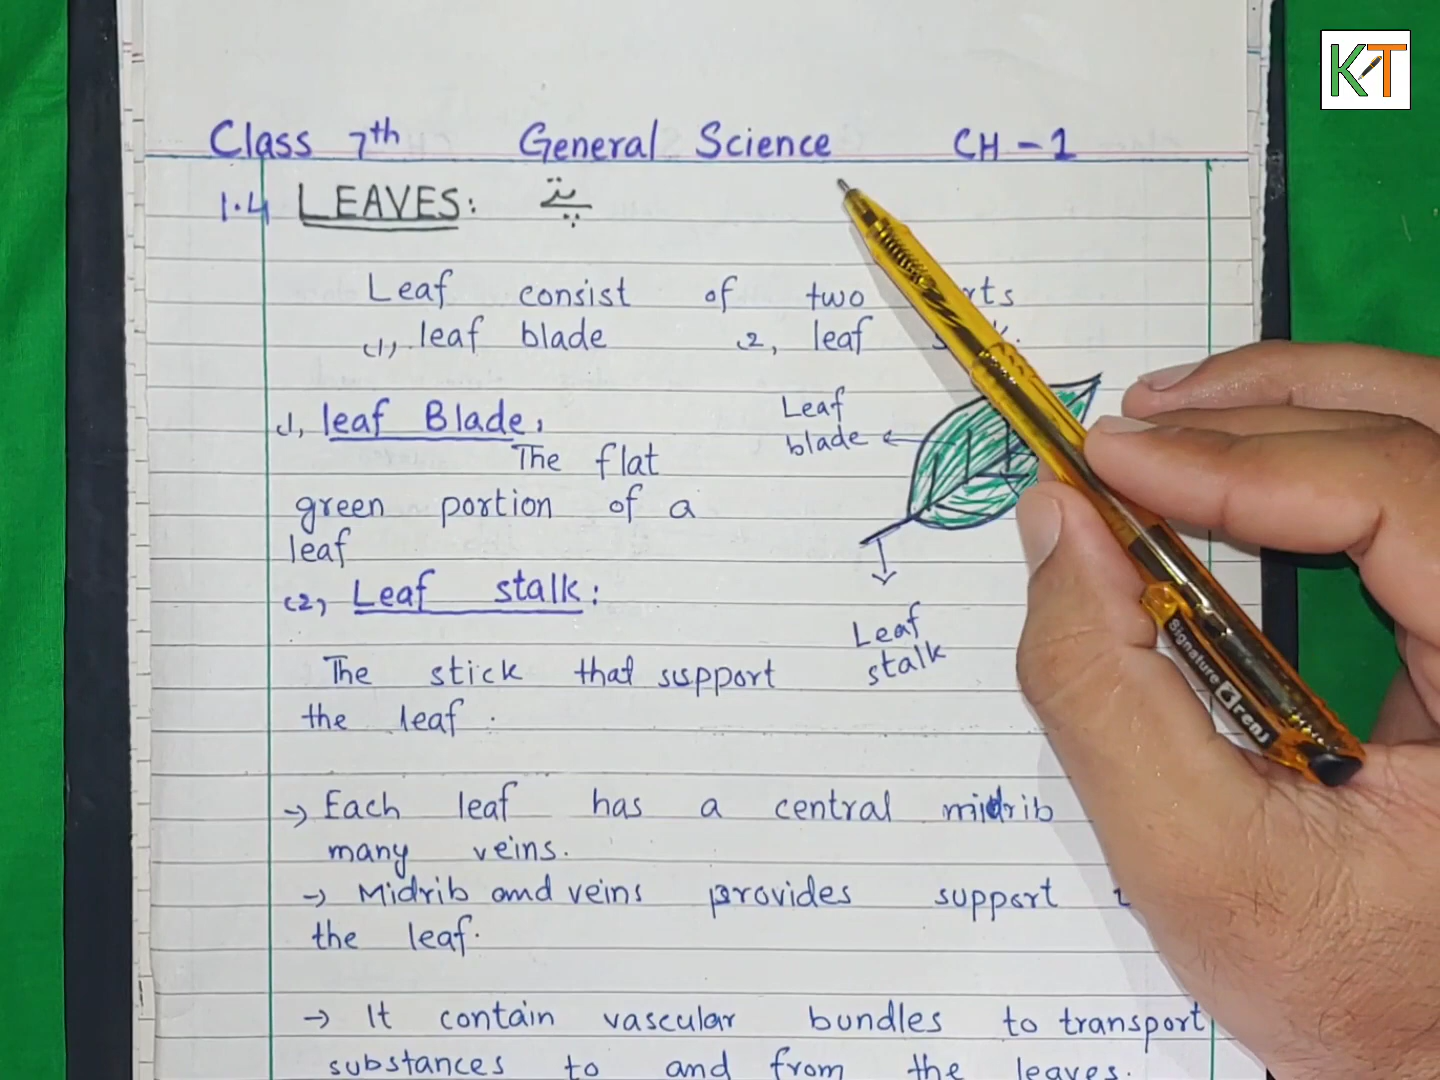 KT
Class 7th General Science CH-1
1.4 LEAVES: پتے
Leaf consist of two
(1), leaf blade (2, leaf
1, leaf Blade,
The flat
green portion of a
leaf
Leaf
blade
(2), Leaf stalk:
Leaf
stalk
The stick that support
the leaf.
→ Each leaf has a central midrib
many veins.
→ Midrib and veins provides support
the leaf.
→ It contain vascular bundles to transport
substances to and from the leaves.
Signature